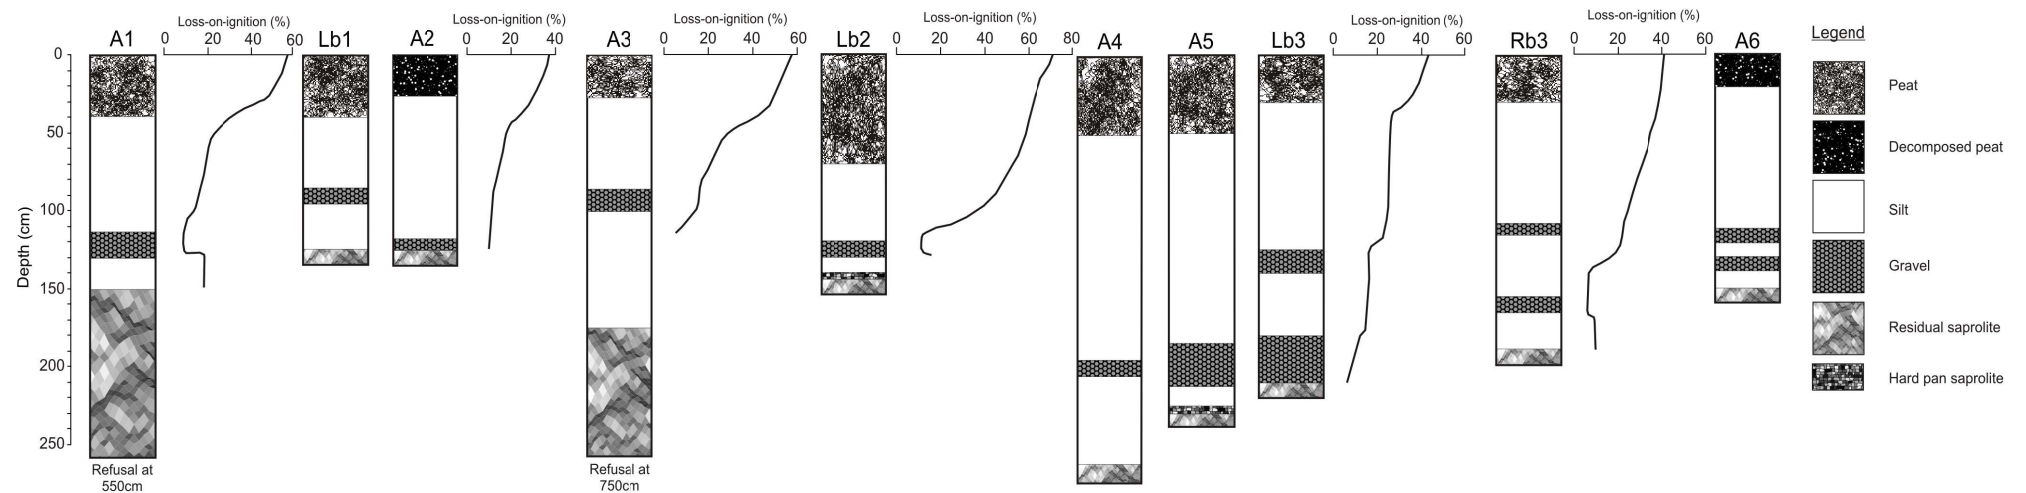 Loss-on-ignition (%)
Loss-on-ignition (%)
Loss-on-ignition (%)
Loss-on-ignition (%)
Loss-on-ignition (%)
Loss-on-ignition (%)
A1
0 20 40 60
Lb1
A2
0 20 40
A3
0 20 40 60
Lb2
0 20 40 60 80
A4
A5
Lb3
0 20 40 60
Rb3
0 20 40 60
A6
Legend
Peat
Decomposed peat
Silt
Gravel
Residual saprolite
Hard pan saprolite
Depth (cm)
0
50
100
150
200
250
Refusal at
550cm
Refusal at
750cm